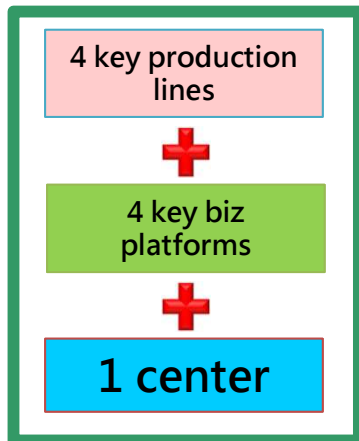 4 key production
lines
4 key biz
platforms
1 center